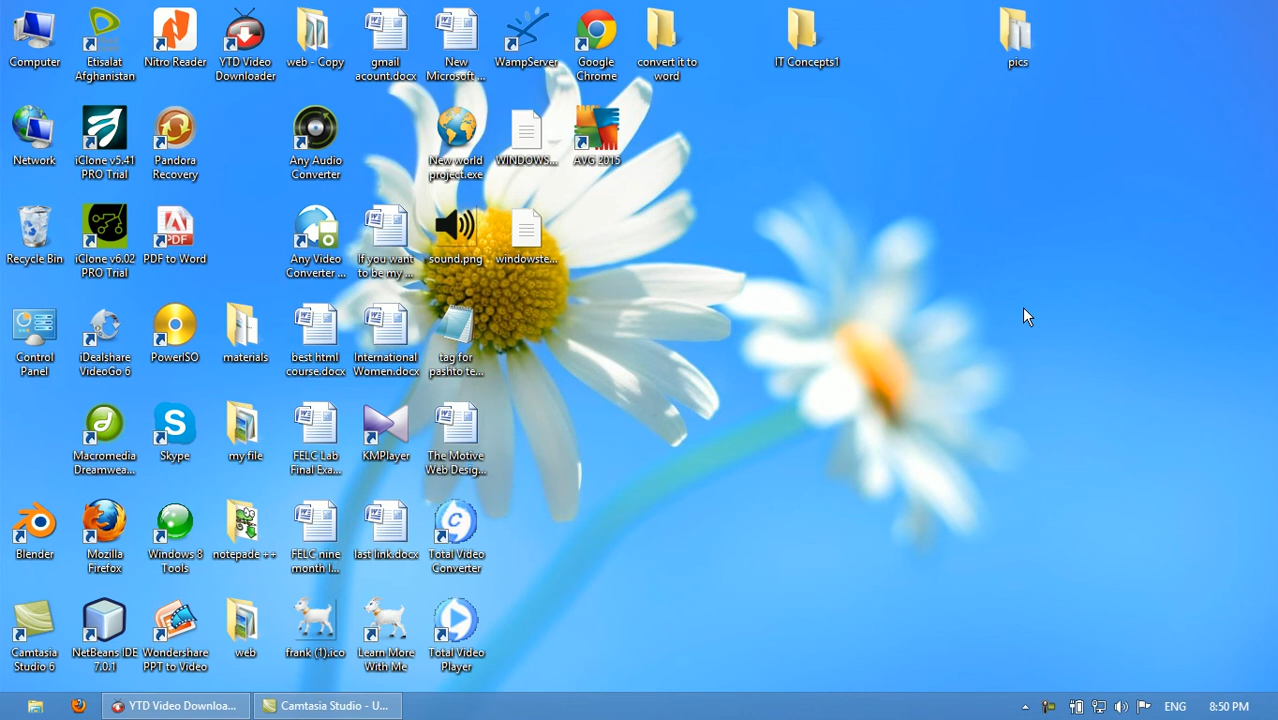 Computer
Etisalat
Afghanistan
Nitro Reader
YTD Video
Downloader
web - Copy
gmail
acount.docx
New
Microsoft ...
WampServer
Google
Chrome
convert it to
word
IT Concepts1
pics
Network
iClone v5.41
PRO Trial
Pandora
Recovery
Any Audio
Converter
New world
project.exe
WINDOWS...
AVG 2015
Recycle Bin
iClone v6.02
PRO Trial
PDF
PDF to Word
Any Video
Converter ...
If you want
to be my ...
sound.png
windowste...
Control
Panel
iDealshare
VideoGo 6
PowerISO
materials
best html
course.docx
International
Women.docx
tag for
pashto te...
Macromedia
Dreamwea...
Skype
my file
FELC Lab
Final Exa...
KMPlayer
The Motive
Web Desig...
Blender
Mozilla
Firefox
Windows 8
Tools
notepade ++
FELC nine
month l...
last link.docx
Total Video
Converter
Camtasia
Studio 6
NetBeans IDE
7.0.1
Wondershare
PPT to Video
web
frank (1).ico
Learn More
With Me
Total Video
Player
YTD Video Downloa...
Camtasia Studio - U...
ENG
8:50 PM